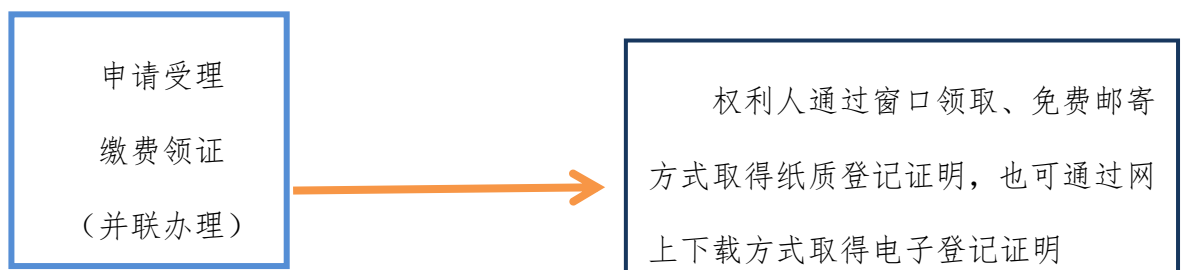 申请受理
缴费领证
（并联办理）
权利人通过窗口领取、免费邮寄
方式取得纸质登记证明，也可通过网
上下载方式取得电子登记证明